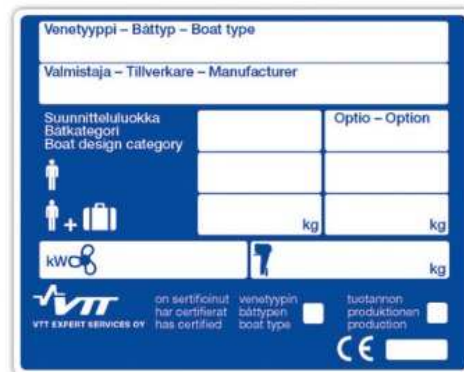 Venetyyppi – Båttyp – Boat type
Valmistaja – Tillverkare – Manufacturer
Suunnitteluluokka
Båtkategori
Boat design category
Optio – Option
+
kg
kg
kW
kg
VTT
VTT EXPERT SERVICES OY
on sertifioinut
har certifierat
has certified
venetyypin
båttypen
boat type
tuotannon
produktionen
production
CE